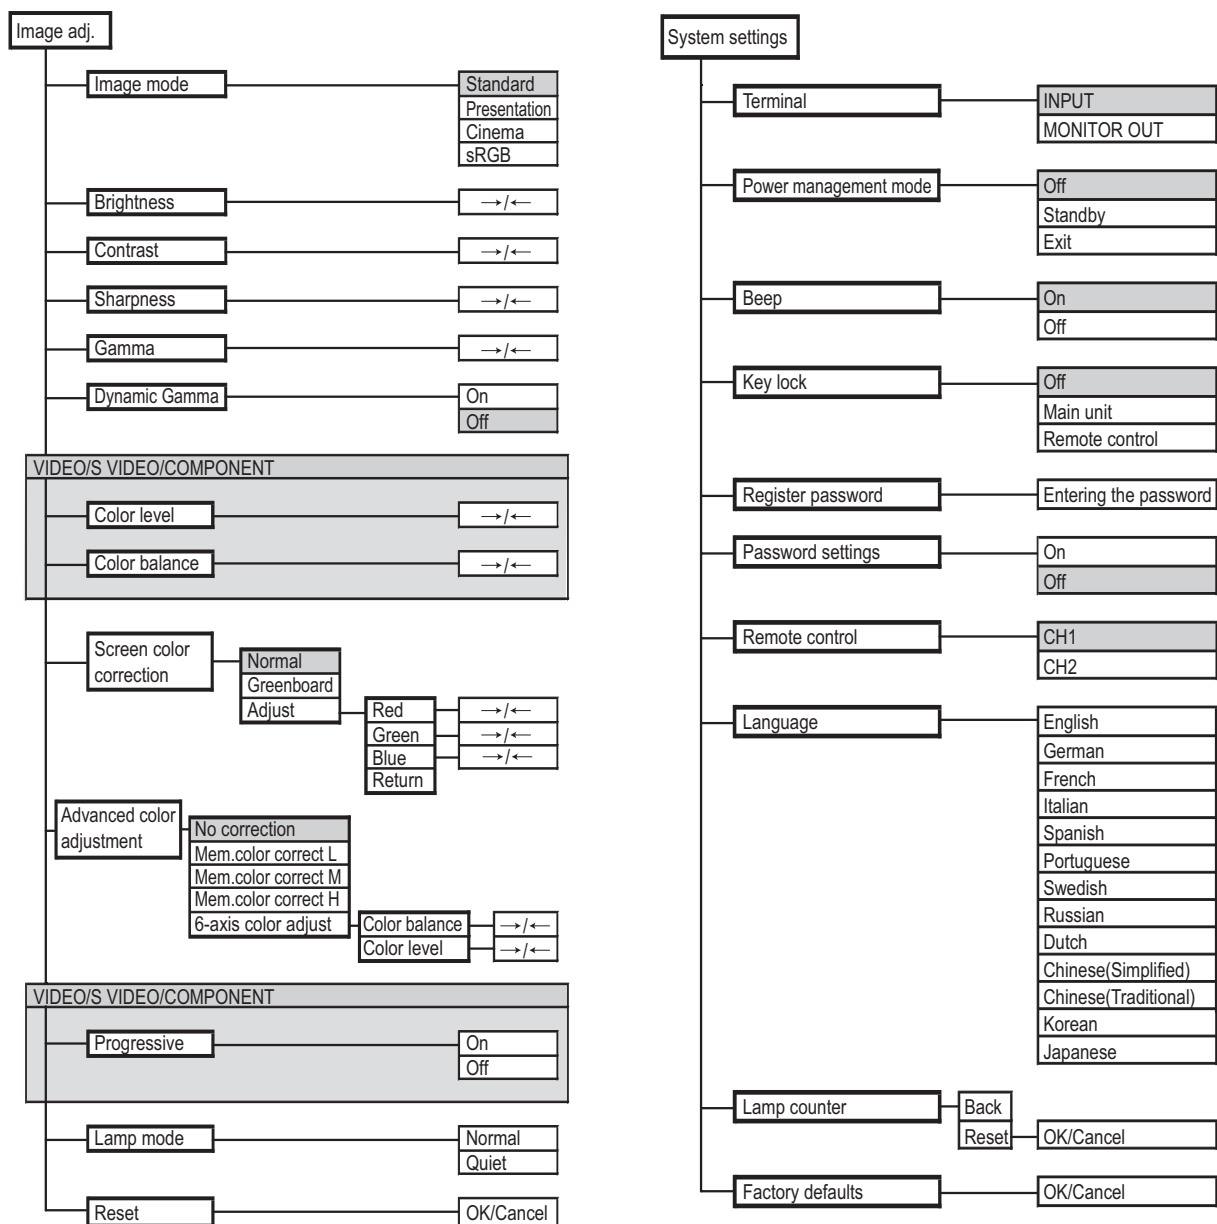 Image adj.
Image mode
Standard
Presentation
Cinema
sRGB
Brightness
→/←
Contrast
→/←
Sharpness
→/←
Gamma
→/←
Dynamic Gamma
On
Off
VIDEO/S VIDEO/COMPONENT
Color level
→/←
Color balance
→/←
Screen color
correction
Normal
Greenboard
Adjust
Red
→/←
Green
→/←
Blue
→/←
Return
Advanced color
adjustment
No correction
Mem.color correct L
Mem.color correct M
Mem.color correct H
6-axis color adjust
Color balance
→/←
Color level
→/←
VIDEO/S VIDEO/COMPONENT
Progressive
On
Off
Lamp mode
Normal
Quiet
Reset
OK/Cancel
System settings
Terminal
INPUT
MONITOR OUT
Power management mode
Off
Standby
Exit
Beep
On
Off
Key lock
Off
Main unit
Remote control
Register password
Entering the password
Password settings
On
Off
Remote control
CH1
CH2
Language
English
German
French
Italian
Spanish
Portuguese
Swedish
Russian
Dutch
Chinese(Simplified)
Chinese(Traditional)
Korean
Japanese
Lamp counter
Back
Reset
OK/Cancel
Factory defaults
OK/Cancel